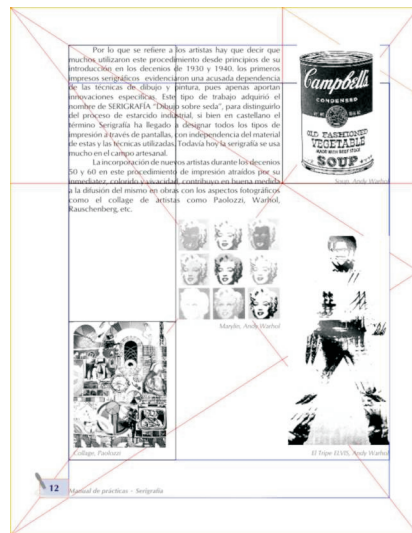 Por lo que se refiere a los artistas hay que decir que
muchos utilizaron este procedimiento desde principios de su
introducción en los decenios de 1930 y 1940. los primeros
impresos serigráficos evidenciaron una acusada dependencia
de las técnicas de dibujo y pintura, pues apenas aportan
innovaciones específicas. Este tipo de trabajo adquirió el
nombre de SERIGRAFÍA "Dibujo sobre seda", para distinguirlo
del proceso de estarcido industrial, si bien en castellano el
término Serigrafía ha llegado a designar todos los tipos de
impresión a través de pantallas, con independencia del material
de estas y las técnicas utilizadas. Todavía hoy la serigrafía se usa
mucho en el campo artesanal.
La incorporación de nuevos artistas durante los decenios
50 y 60 en este procedimiento de impresión atraídos por su
inmediatez, colorido y vivacidad, contribuyo en buena medida
a la difusión del mismo en obras con los aspectos fotográficos
como el collage de artistas como Paolozzi, Warhol,
Rauschenberg, etc.
Campbell's
CONDENSED
OLD FASHIONED
VEGETABLE
MADE WITH BEEF STOCK
SOUP
Soup, Andy Warhol
Marylin, Andy Warhol
Collage, Paolozzi
El Triple ELVIS, Andy Warhol
12
Manual de prácticas - Serigrafía